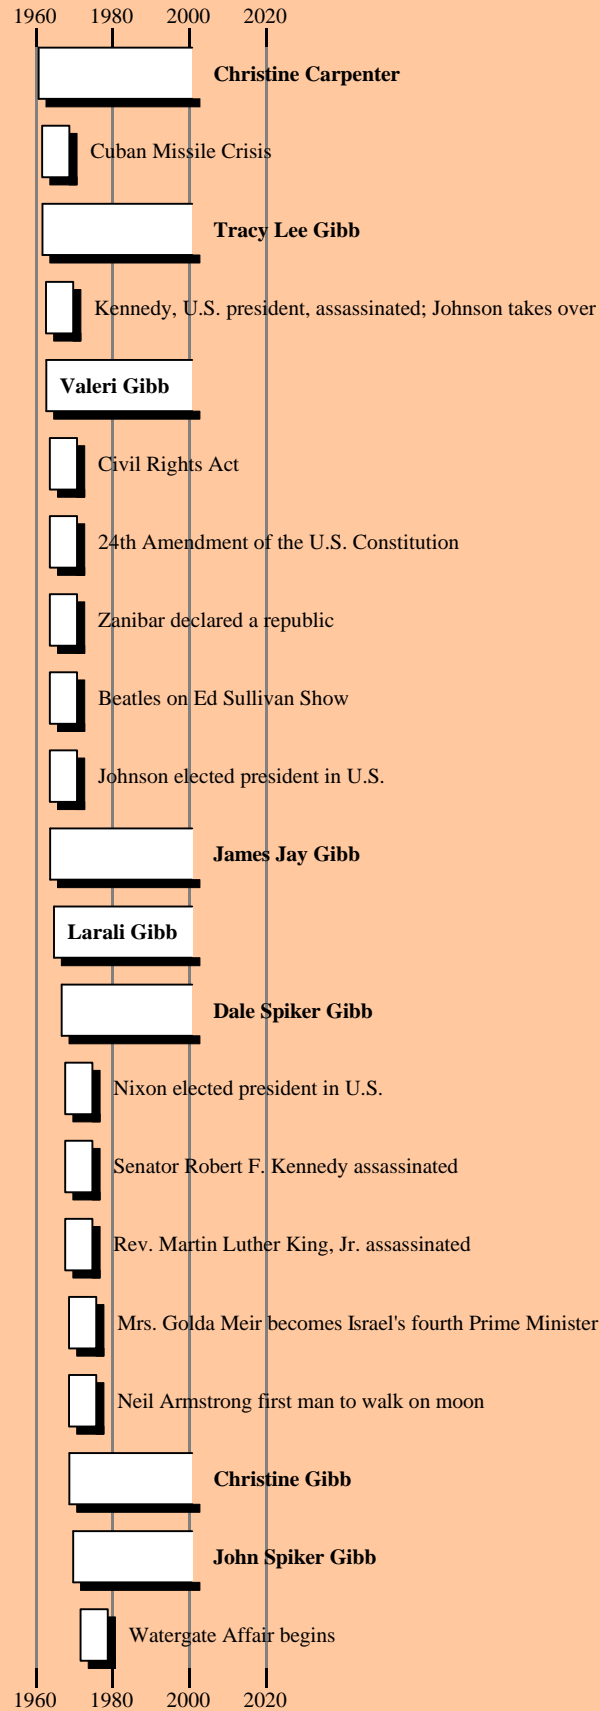 1960 1980 2000 2020
Christine Carpenter
Cuban Missile Crisis
Tracy Lee Gibb
Kennedy, U.S. president, assassinated; Johnson takes over
Valeri Gibb
Civil Rights Act
24th Amendment of the U.S. Constitution
Zanibar declared a republic
Beatles on Ed Sullivan Show
Johnson elected president in U.S.
James Jay Gibb
Larali Gibb
Dale Spiker Gibb
Nixon elected president in U.S.
Senator Robert F. Kennedy assassinated
Rev. Martin Luther King, Jr. assassinated
Mrs. Golda Meir becomes Israel's fourth Prime Minister
Neil Armstrong first man to walk on moon
Christine Gibb
John Spiker Gibb
Watergate Affair begins
1960 1980 2000 2020